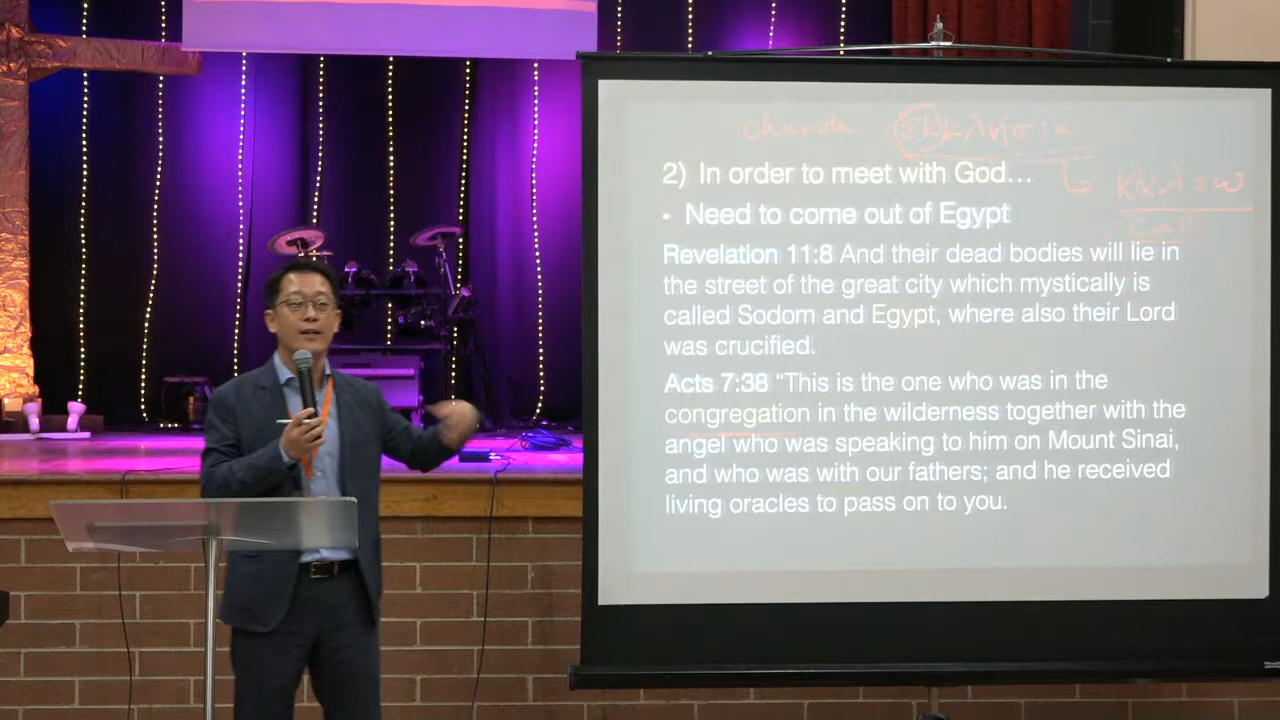 church ἐκκλησία
2) In order to meet with God...
καλέω
• Need to come out of Egypt
call
Revelation 11:8 And their dead bodies will lie in
the street of the great city which mystically is
called Sodom and Egypt, where also their Lord
was crucified.
Acts 7:38 "This is the one who was in the
congregation in the wilderness together with the
angel who was speaking to him on Mount Sinai,
and who was with our fathers; and he received
living oracles to pass on to you.